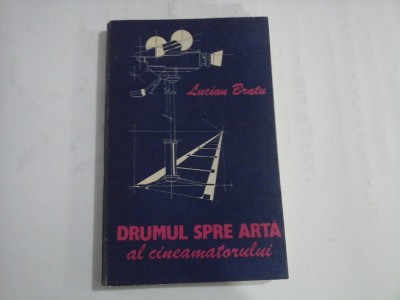 Lucian Bratu
DRUMUL SPRE ARTĂ
al cineamatorului